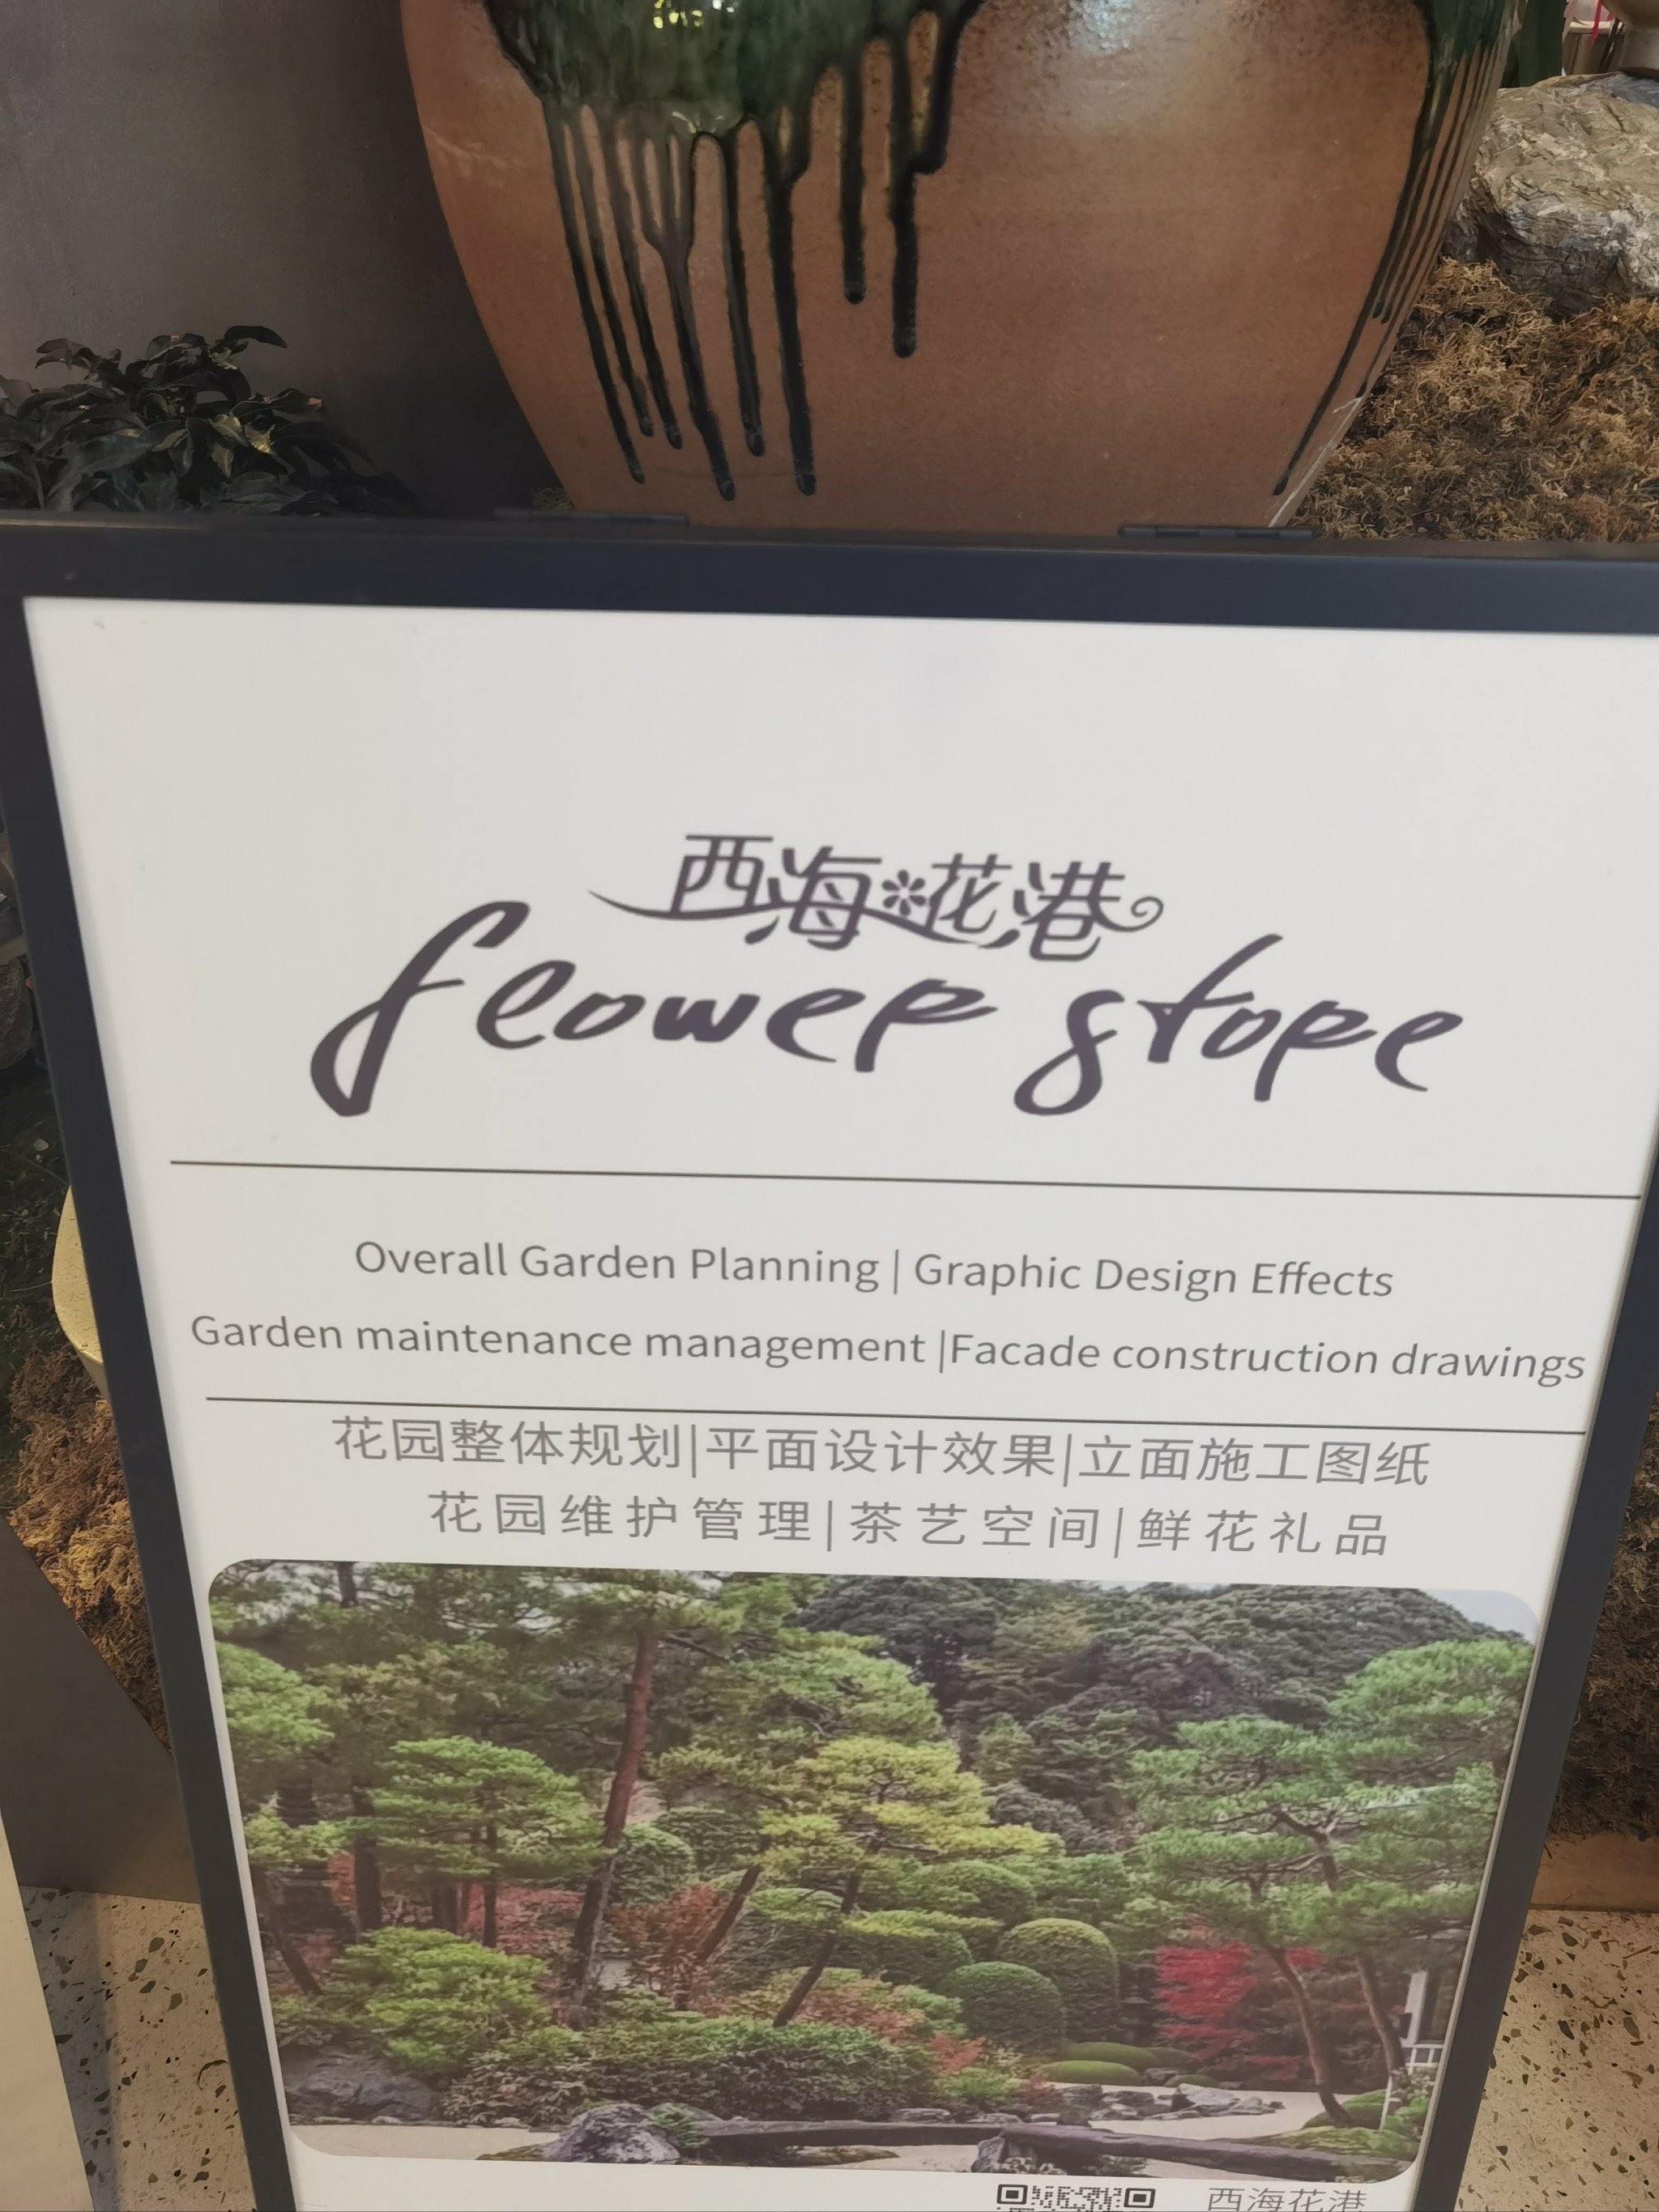 西海花港
flower store
Overall Garden Planning | Graphic Design Effects
Garden maintenance management |Facade construction drawings
花园整体规划|平面设计效果|立面施工图纸
花园维护管理|茶艺空间|鲜花礼品
西海花港